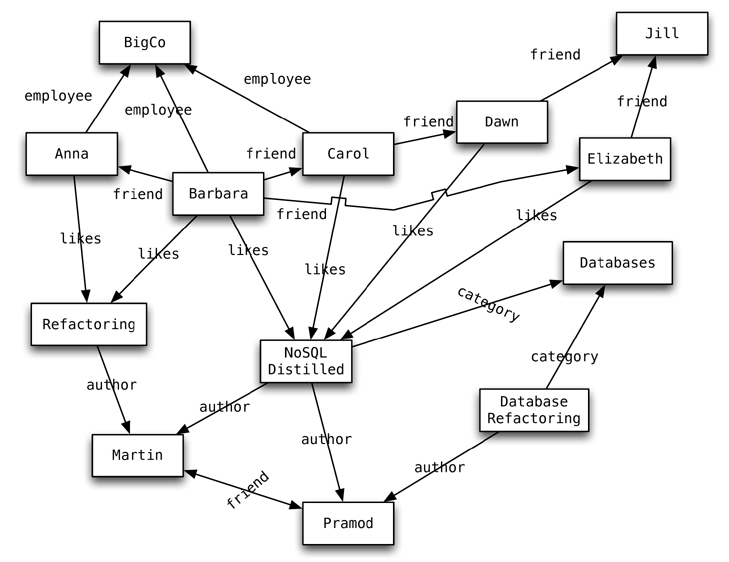 BigCo
Jill
friend
employee
employee
employee
friend
Dawn
friend
Anna
friend
Carol
Elizabeth
friend
Barbara
friend
likes
likes
likes
likes
likes
likes
Databases
category
Refactoring
NoSQL
Distilled
category
author
author
Database
Refactoring
author
Martin
author
friend
Pramod